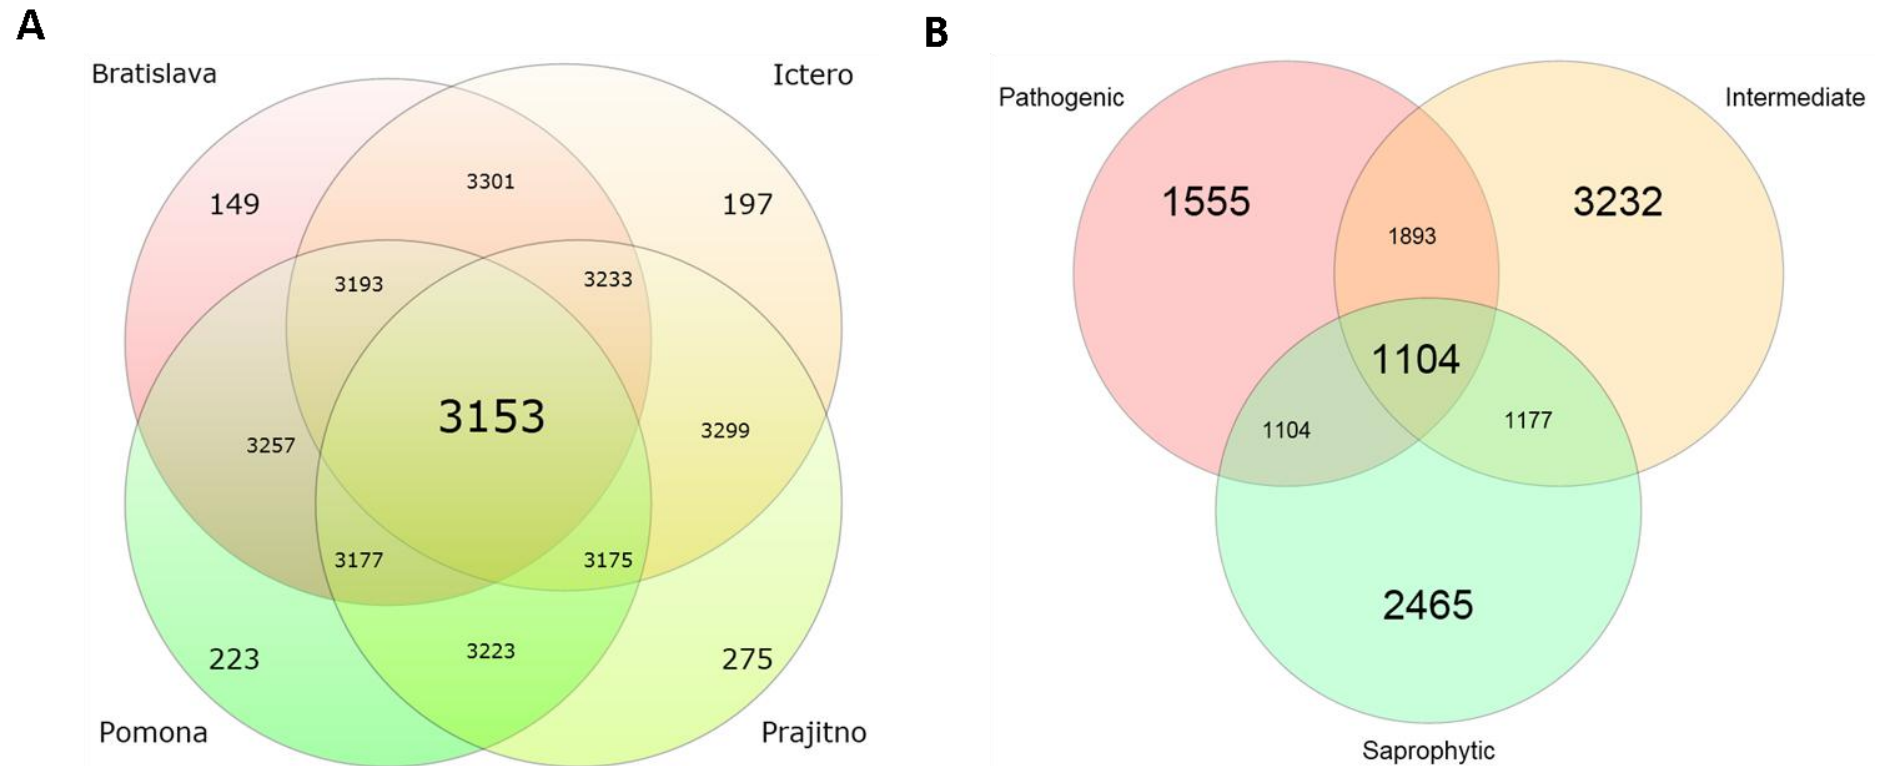 A
B
Bratislava
Ictero
Pathogenic
Intermediate
149
3301
197
3193
3233
3153
3257
3299
3177
3175
223
3223
275
Pomona
Prajitno
1555
3232
1893
1104
1104
1177
2465
Saprophytic